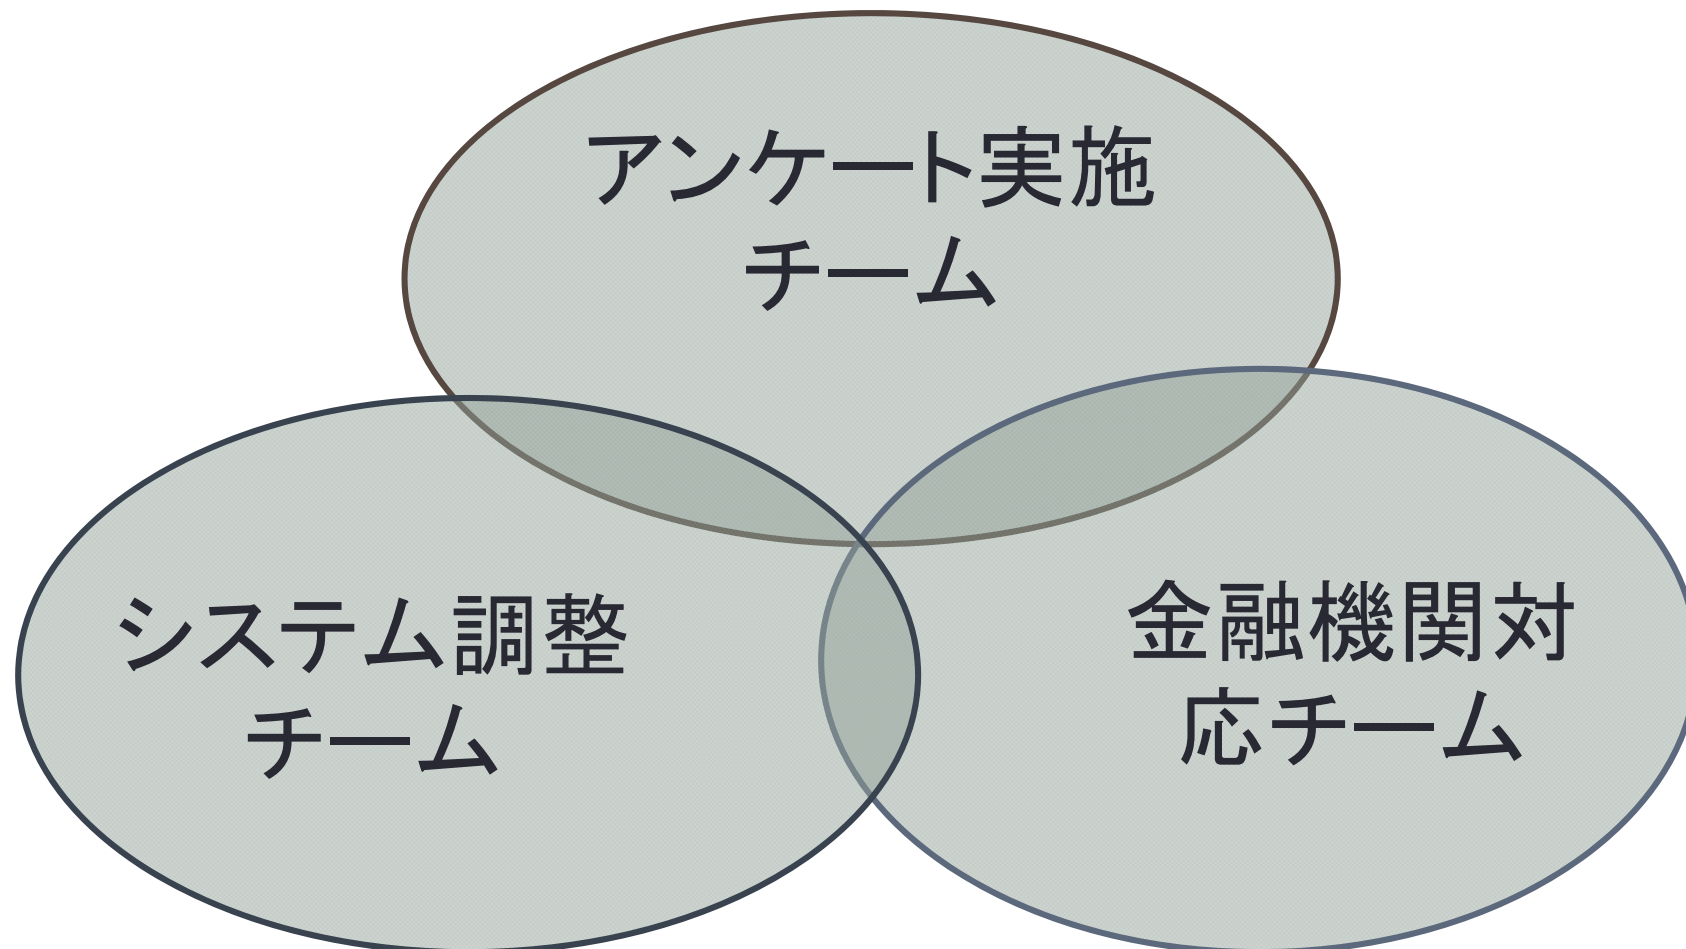 アンケート実施
チーム
システム調整
チーム
金融機関対
応チーム